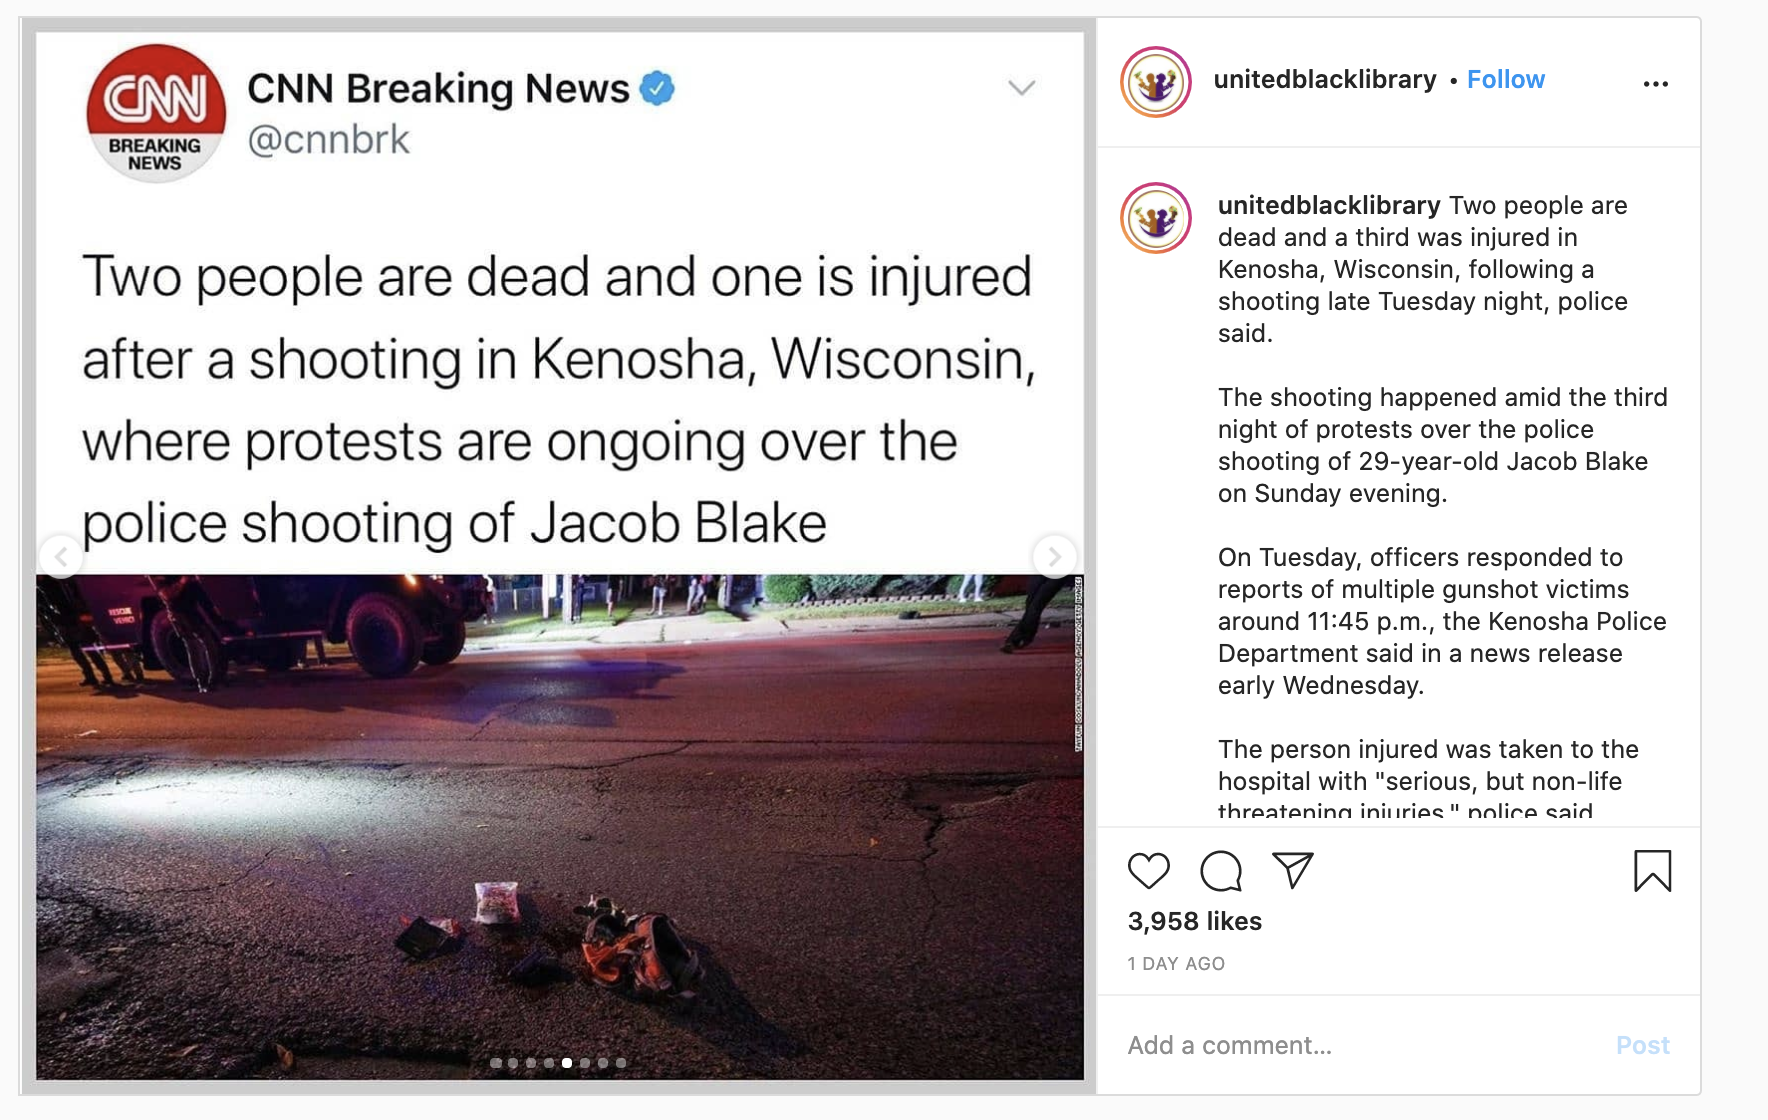 CNN
BREAKING
NEWS
CNN Breaking News
@cnnbrk
Two people are dead and one is injured
after a shooting in Kenosha, Wisconsin,
where protests are ongoing over the
police shooting of Jacob Blake
RESCUE
unitedblacklibrary • Follow
unitedblacklibrary Two people are
dead and a third was injured in
Kenosha, Wisconsin, following a
shooting late Tuesday night, police
said.
The shooting happened amid the third
night of protests over the police
shooting of 29-year-old Jacob Blake
on Sunday evening.
On Tuesday, officers responded to
reports of multiple gunshot victims
around 11:45 p.m., the Kenosha Police
Department said in a news release
early Wednesday.
The person injured was taken to the
hospital with "serious, but non-life
threatening injuries," police said
3,958 likes
1 DAY AGO
Add a comment...
Post